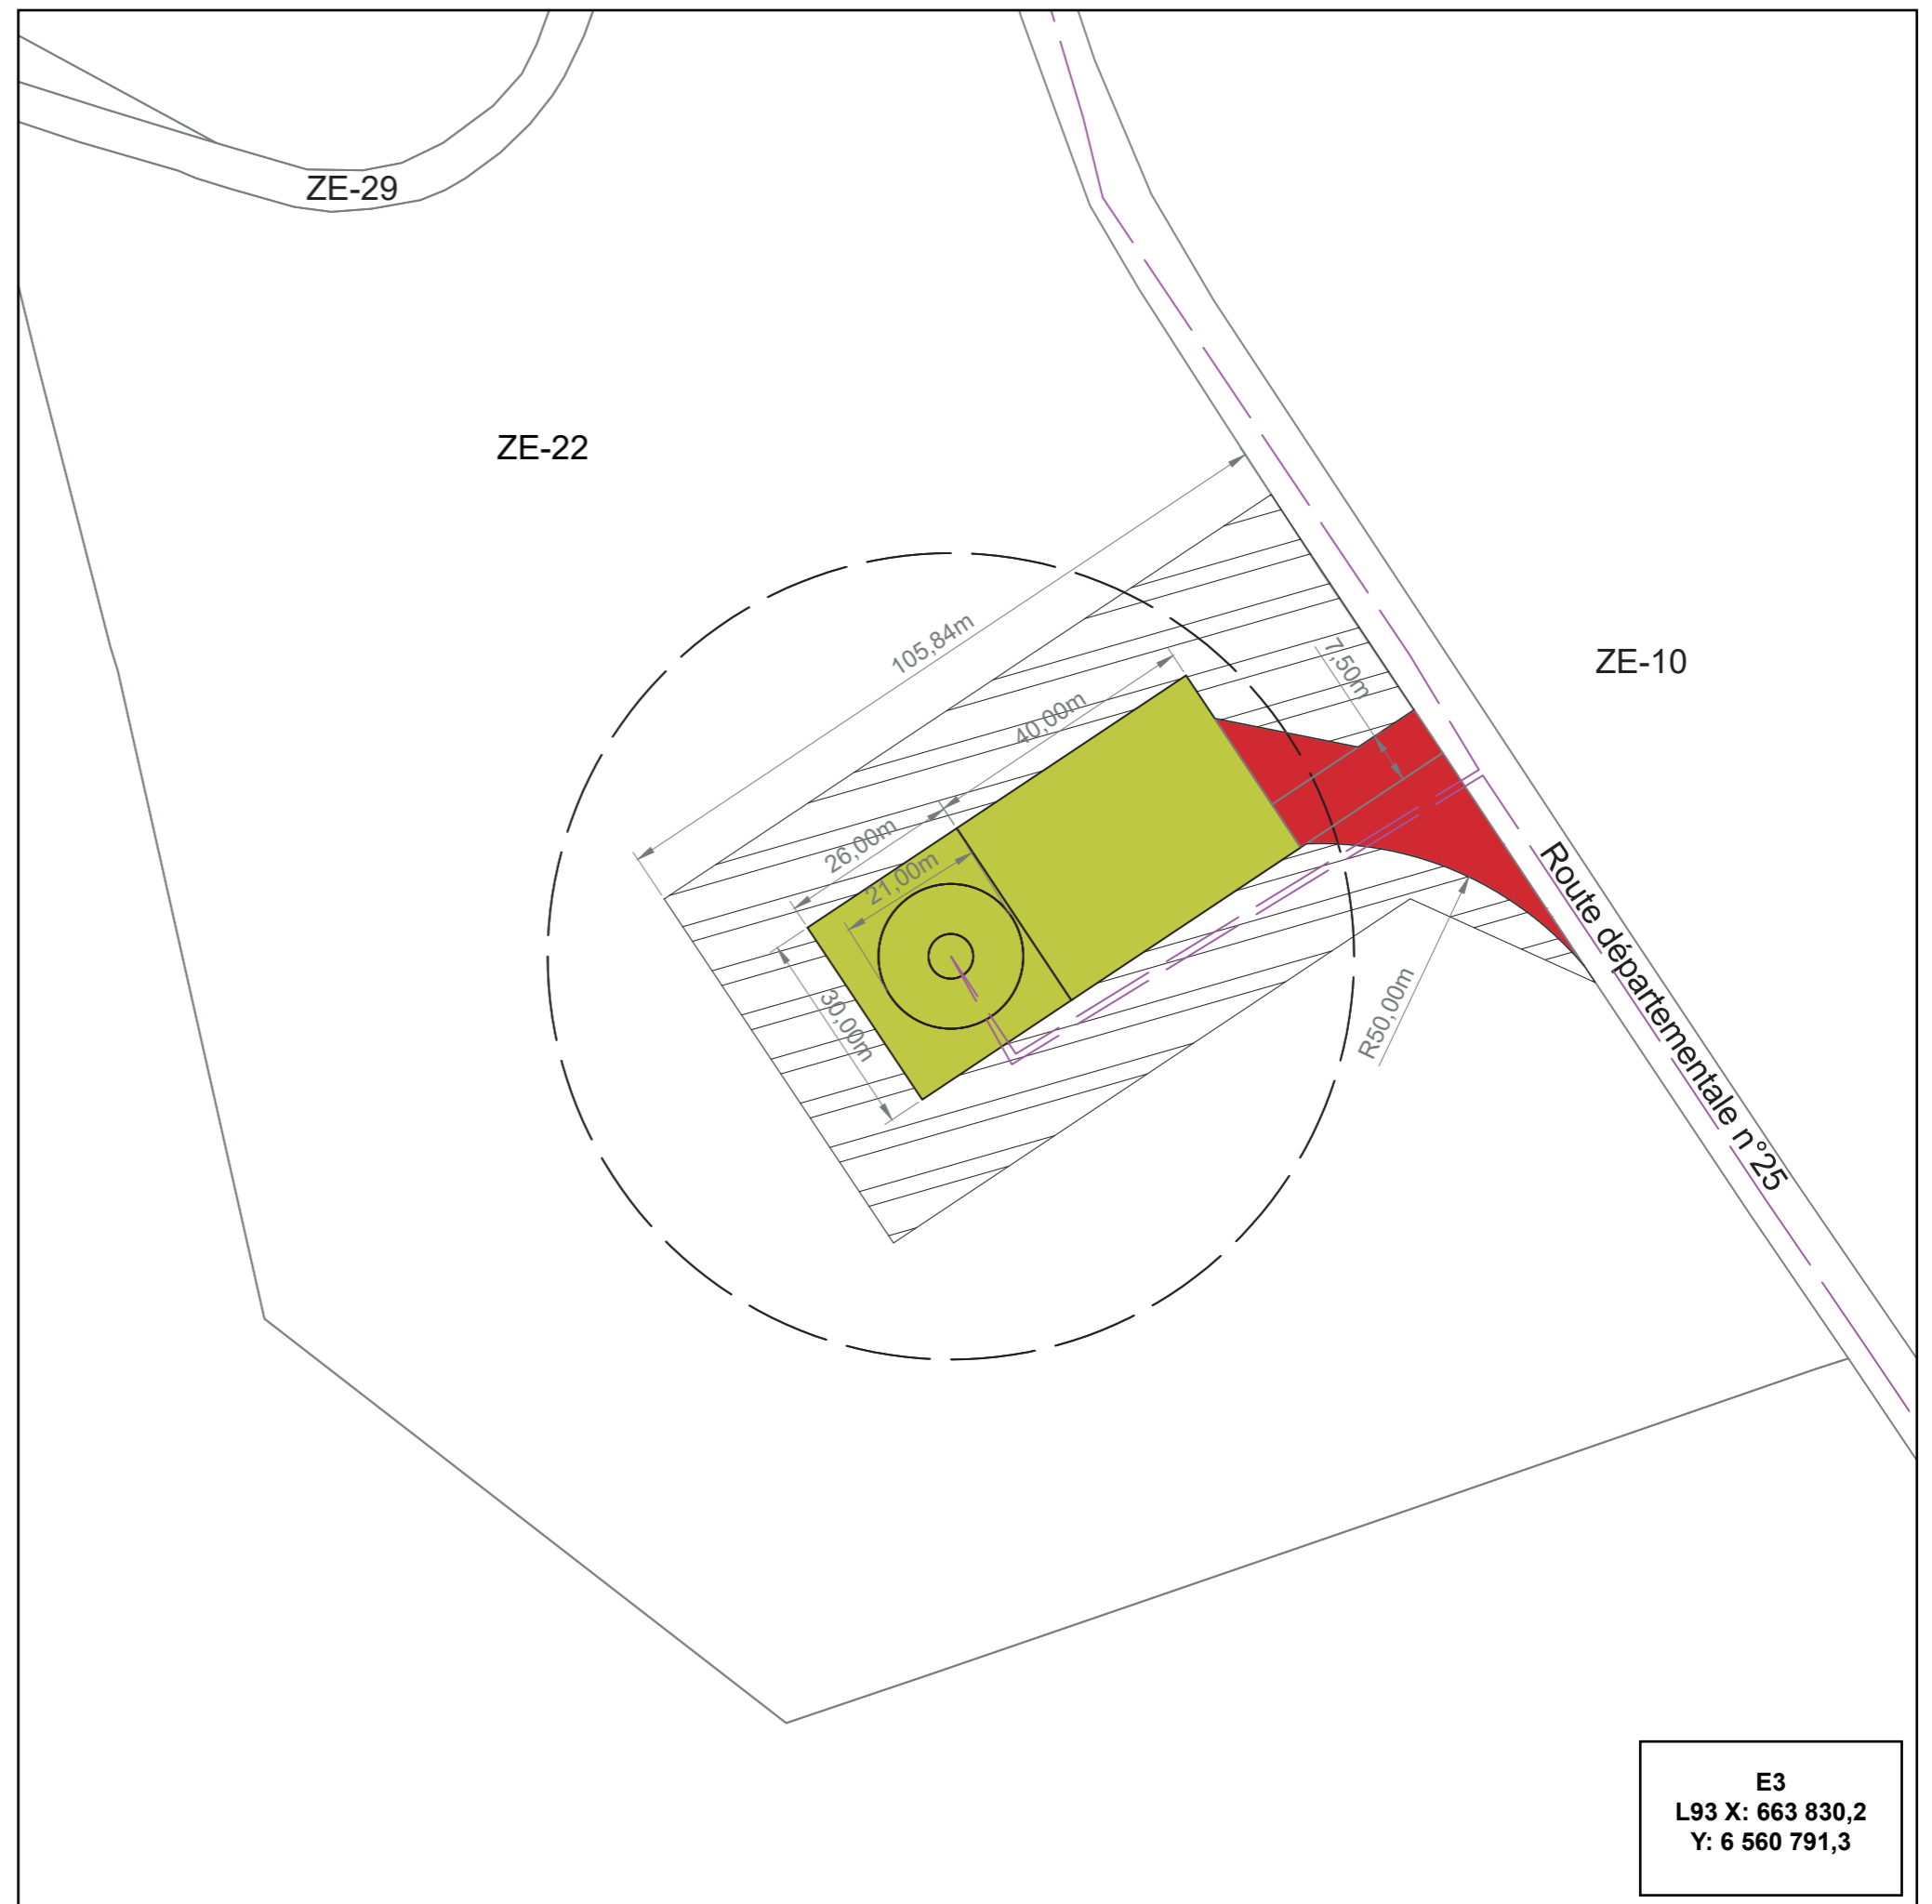 ZE-29
ZE-22
ZE-10
105,84m
7,50m
40,00m
26,00m
21,00m
30,00m
R50,00m
Route départementale n°25
E3
L93 X: 663 830,2
Y: 6 560 791,3